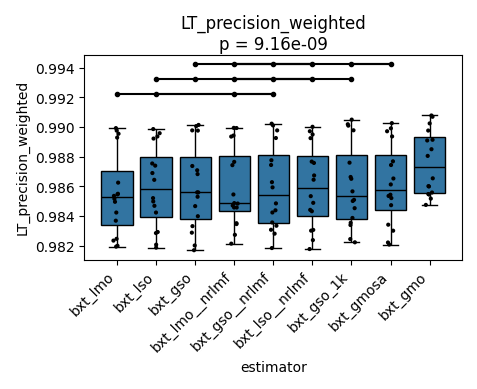 LT_precision_weighted
p = 9.16e-09
LT_precision_weighted
0.994
0.992
0.990
0.988
0.986
0.984
0.982
bxt_lmo
bxt_lso
bxt_gso
bxt_lmo__nrlmf
bxt_gso__nrlmf
bxt_lso__nrlmf
bxt_gso_1k
bxt_gmosa
bxt_gmo
estimator